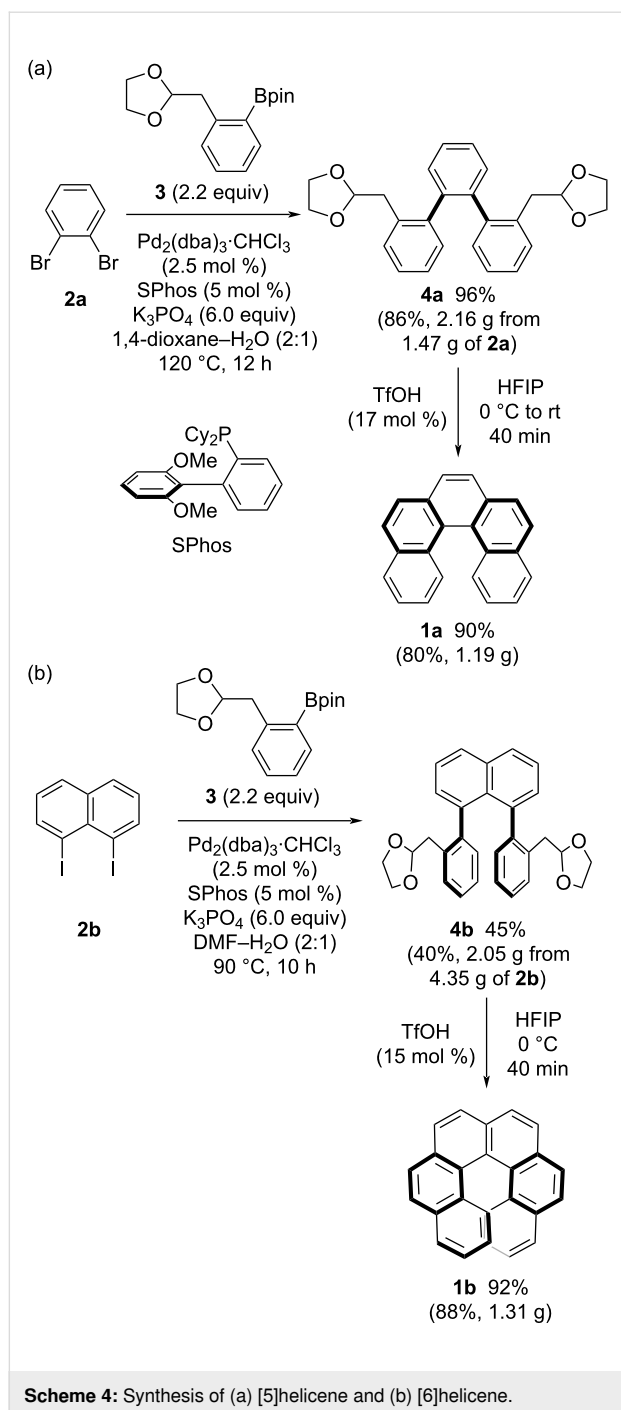 (a)
O
O
Bpin
3 (2.2 equiv)
Br
Br
2a
Pd2(dba)3·CHCl3
(2.5 mol %)
SPhos (5 mol %)
K3PO4 (6.0 equiv)
1,4-dioxane–H2O (2:1)
120 °C, 12 h
O
O
O
O
4a 96%
(86%, 2.16 g from
1.47 g of 2a)
TfOH
(17 mol %)
HFIP
0 °C to rt
40 min
Cy2P
OMe
OMe
SPhos
1a 90%
(80%, 1.19 g)
(b)
O
O
Bpin
3 (2.2 equiv)
I
I
2b
Pd2(dba)3·CHCl3
(2.5 mol %)
SPhos (5 mol %)
K3PO4 (6.0 equiv)
DMF–H2O (2:1)
90 °C, 10 h
O
O
O
O
4b 45%
(40%, 2.05 g from
4.35 g of 2b)
TfOH
(15 mol %)
HFIP
0 °C
40 min
1b 92%
(88%, 1.31 g)
Scheme 4: Synthesis of (a) [5]helicene and (b) [6]helicene.